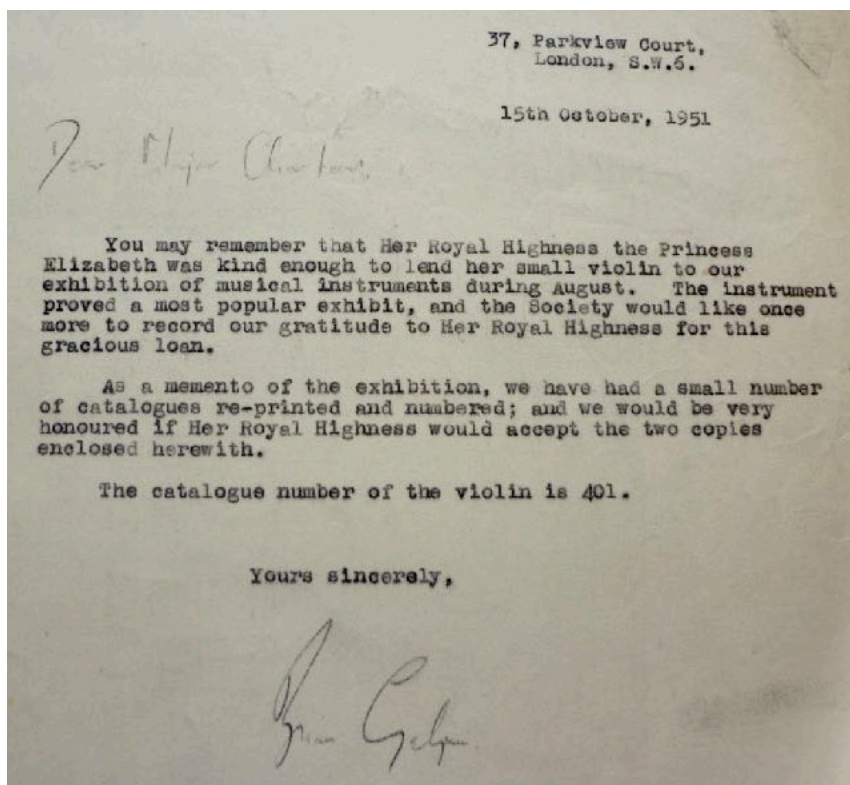 37, Parkview Court,
London, S.W.6.
15th October, 1951
Dear Major Charteris,
You may remember that Her Royal Highness the Princess
Elizabeth was kind enough to lend her small violin to our
exhibition of musical instruments during August. The instrument
proved a most popular exhibit, and the Society would like once
more to record our gratitude to Her Royal Highness for this
gracious loan.
As a memento of the exhibition, we have had a small number
of catalogues re-printed and numbered; and we would be very
honoured if Her Royal Highness would accept the two copies
enclosed herewith.
The catalogue number of the violin is 401.
Yours sincerely,